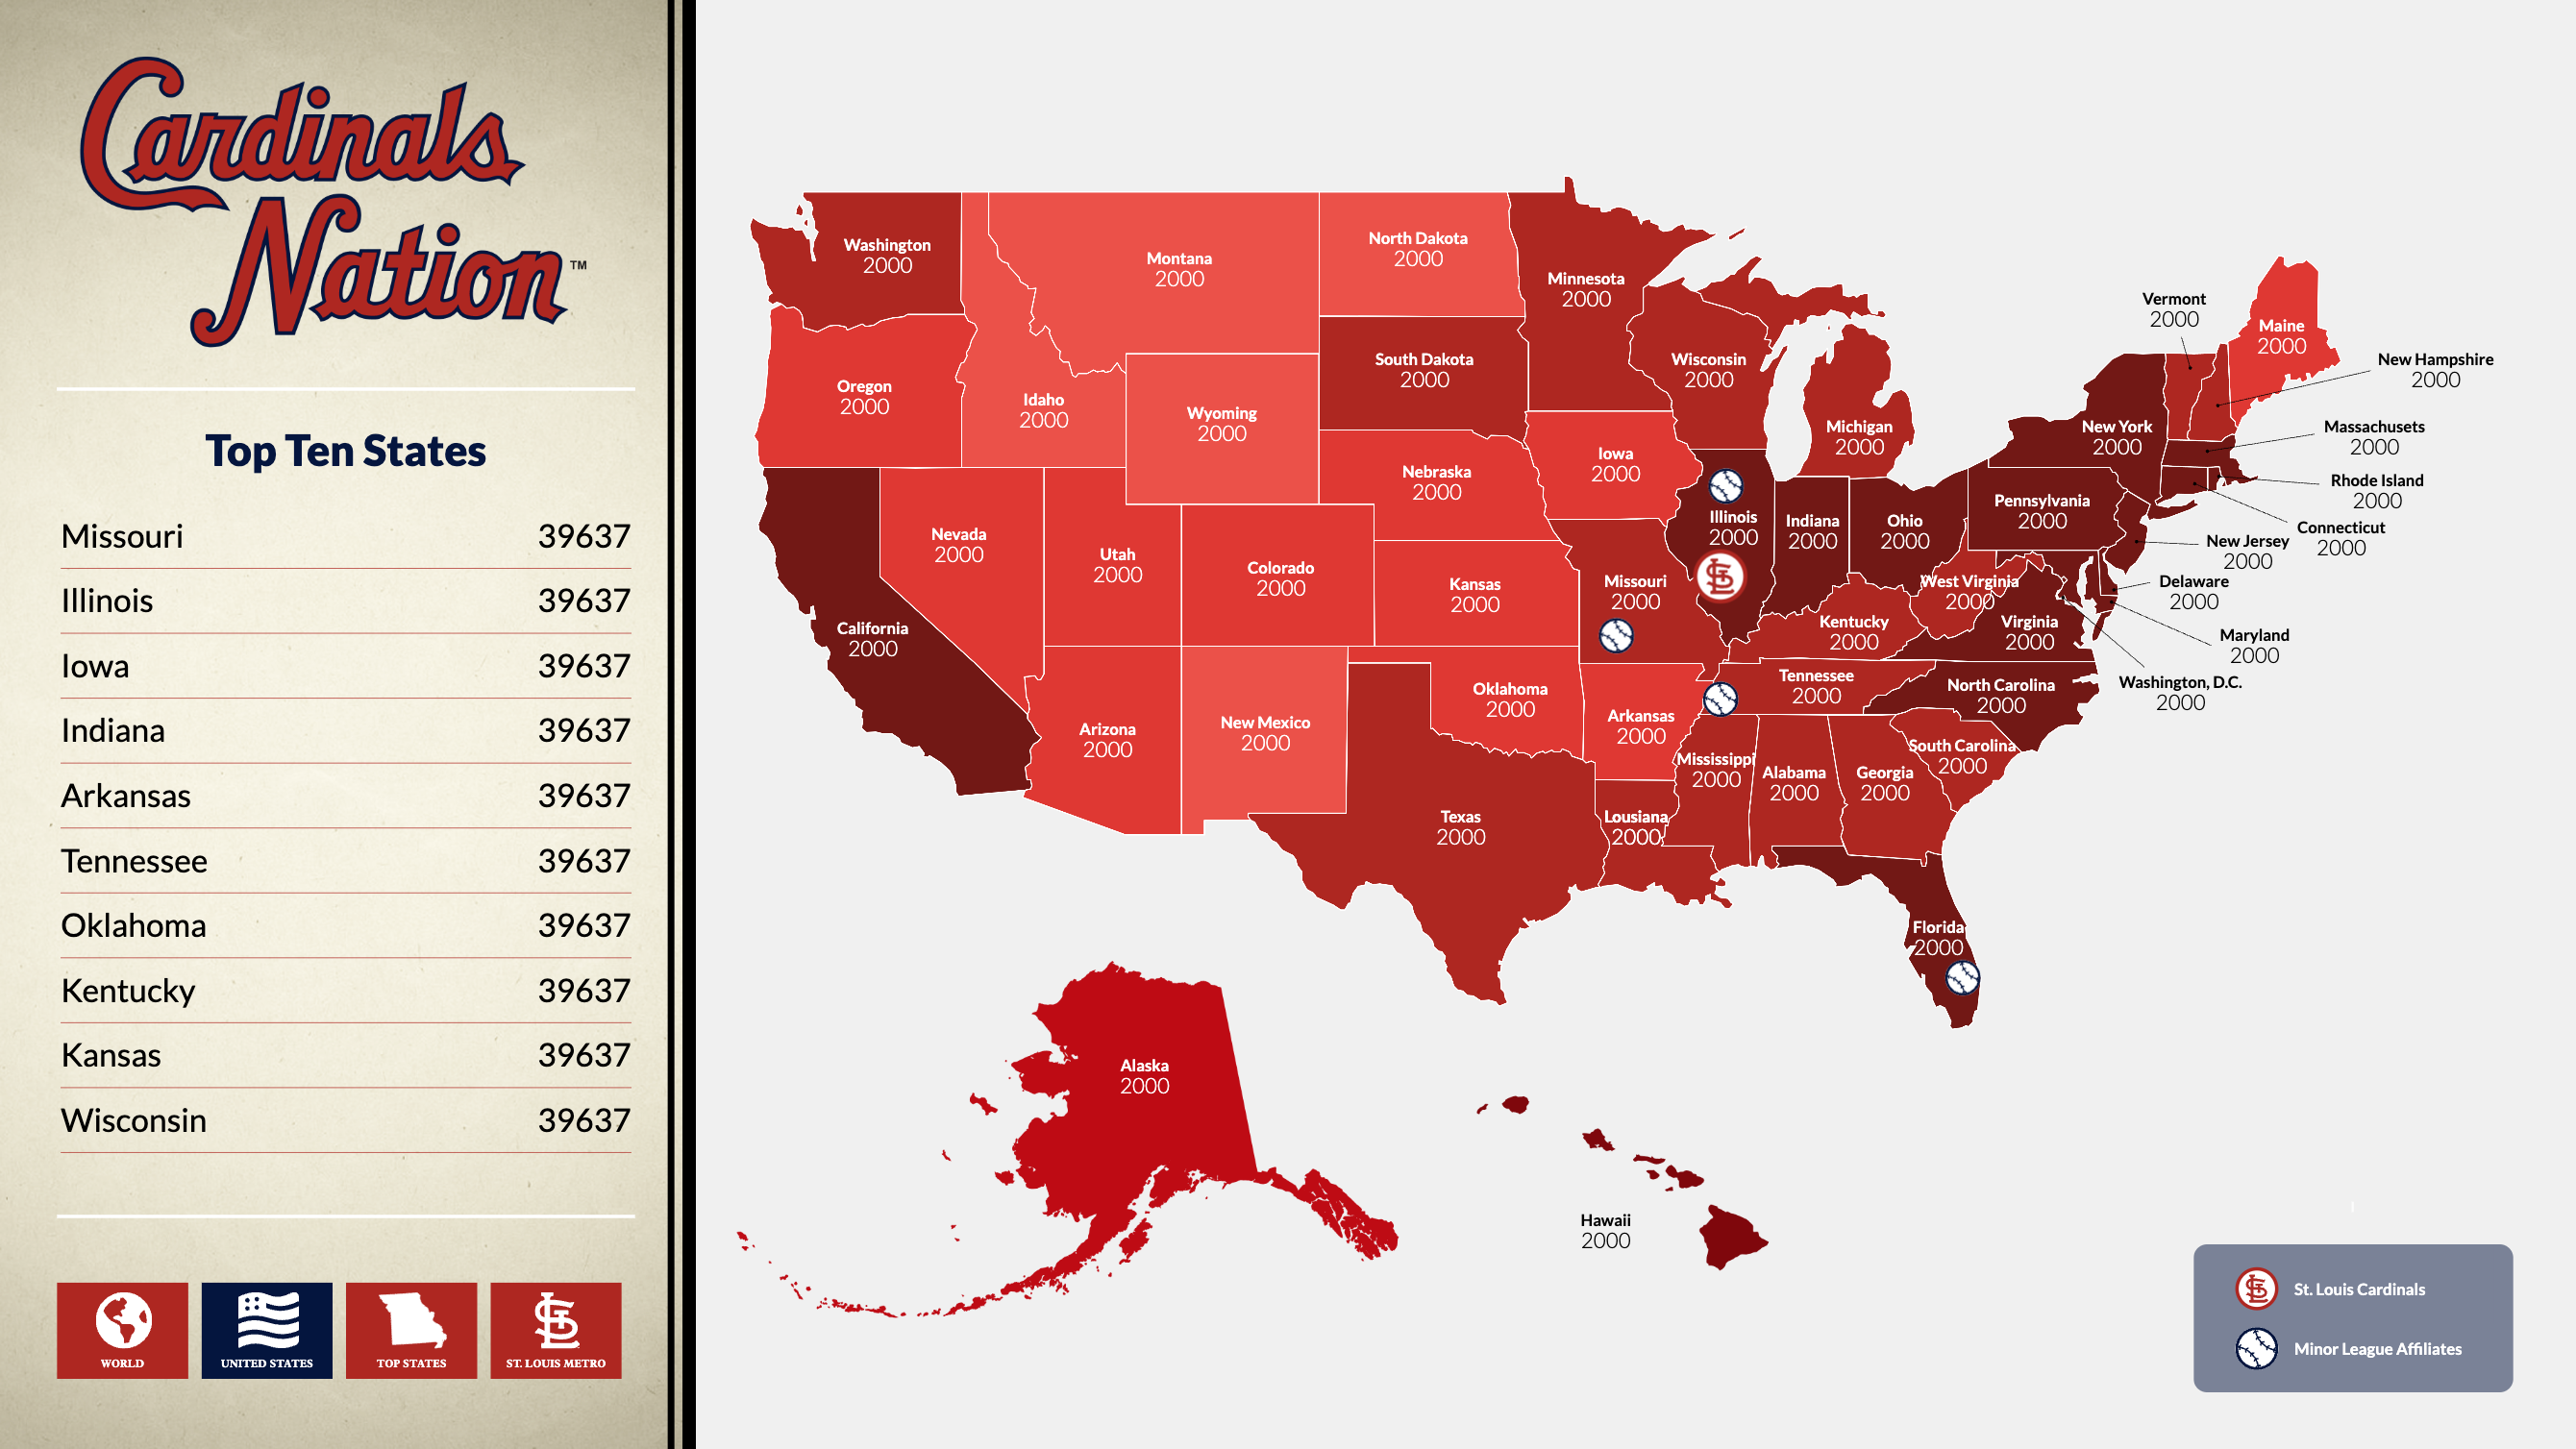 Cardinals
Nation™
Top Ten States
Missouri 39637
Illinois 39637
Iowa 39637
Indiana 39637
Arkansas 39637
Tennessee 39637
Oklahoma 39637
Kentucky 39637
Kansas 39637
Wisconsin 39637
WORLD
UNITED STATES
TOP STATES
STL
ST. LOUIS METRO
Washington
2000
Montana
2000
North Dakota
2000
Minnesota
2000
Oregon
2000
Idaho
2000
Wyoming
2000
South Dakota
2000
Wisconsin
2000
Michigan
2000
Vermont
2000
Maine
2000
New Hampshire
2000
New York
2000
Massachusets
2000
Rhode Island
2000
Connecticut
2000
New Jersey
2000
Pennsylvania
2000
Delaware
2000
Maryland
2000
Washington, D.C.
2000
Nebraska
2000
Iowa
2000
Illinois
2000
STL
Indiana
2000
Ohio
2000
Nevada
2000
Utah
2000
Colorado
2000
Kansas
2000
Missouri
2000
Kentucky
2000
West Virginia
2000
Virginia
2000
California
2000
Arizona
2000
New Mexico
2000
Oklahoma
2000
Arkansas
2000
Tennessee
2000
North Carolina
2000
South Carolina
2000
Mississippi
2000
Alabama
2000
Georgia
2000
Texas
2000
Lousiana
2000
Florida
2000
Alaska
2000
Hawaii
2000
STL
St. Louis Cardinals
Minor League Affiliates